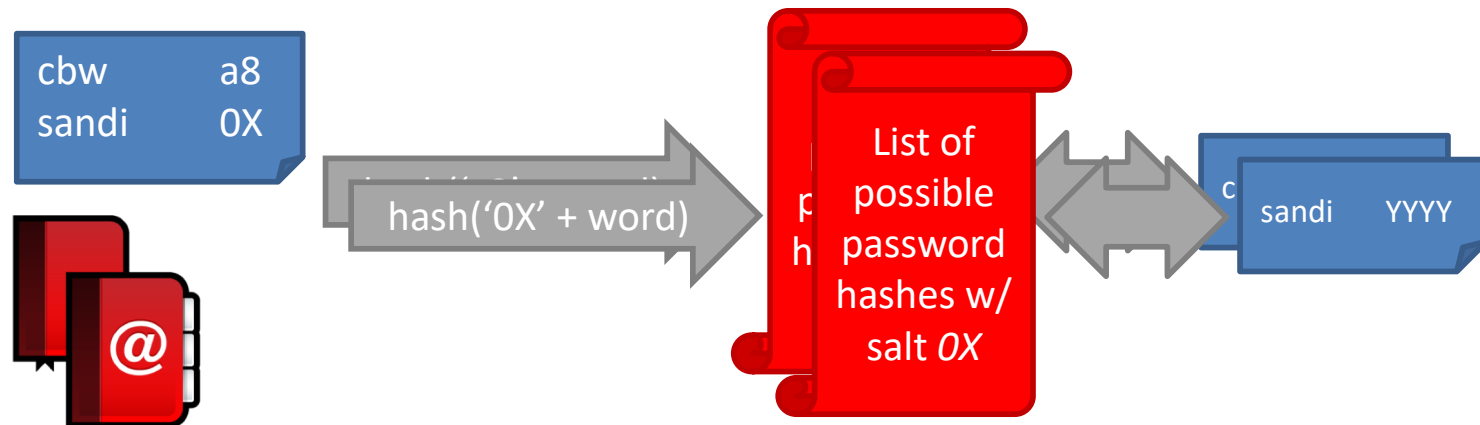 cbw a8
sandi 0X
@
hash('0X' + word)
List of
possible
password
hashes w/
salt 0X
sandi YYYY